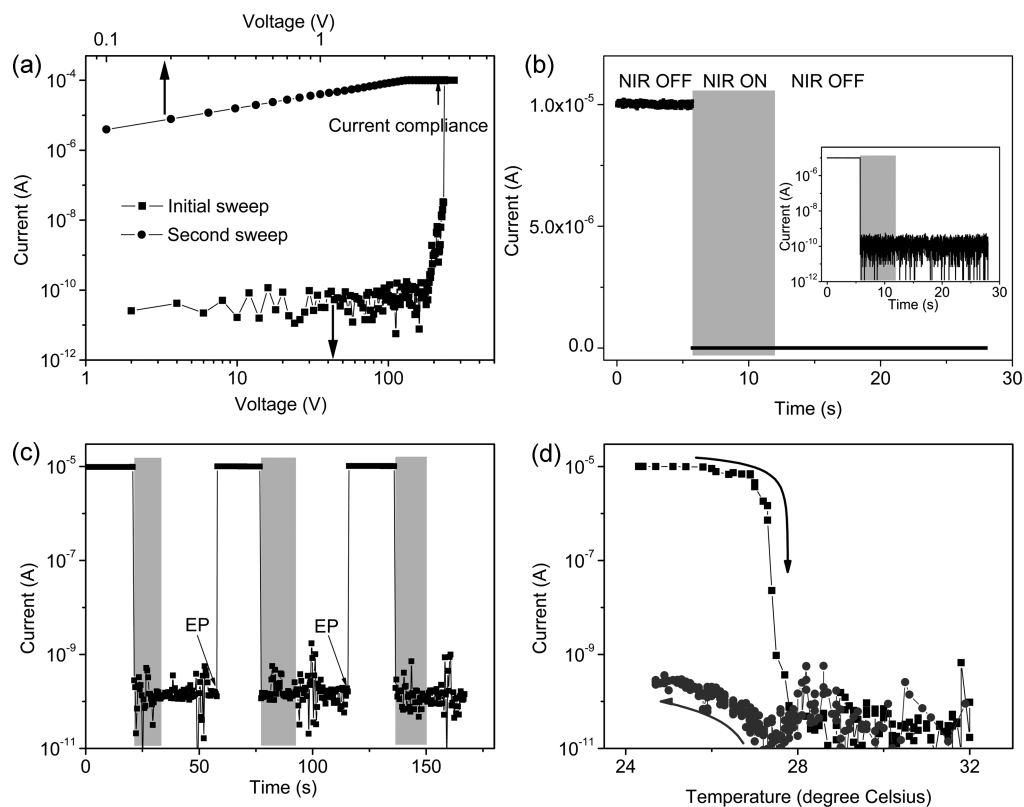 Voltage (V)
0.1 1
(a)
10⁻⁴
10⁻⁶
10⁻⁸
10⁻¹⁰
10⁻¹²
Current (A)
Current compliance
Initial sweep
Second sweep
1 10 100
Voltage (V)
(b)
NIR OFF NIR ON NIR OFF
1.0x10⁻⁵
5.0x10⁻⁶
0.0
Current (A)
10⁻⁶
10⁻⁸
10⁻¹⁰
10⁻¹²
Current (A)
0 10 20 30
Time (s)
0 10 20 30
Time (s)
(c)
10⁻⁵
10⁻⁷
10⁻⁹
10⁻¹¹
Current (A)
EP
EP
0 50 100 150
Time (s)
(d)
10⁻⁵
10⁻⁷
10⁻⁹
10⁻¹¹
Current (A)
24 28 32
Temperature (degree Celsius)